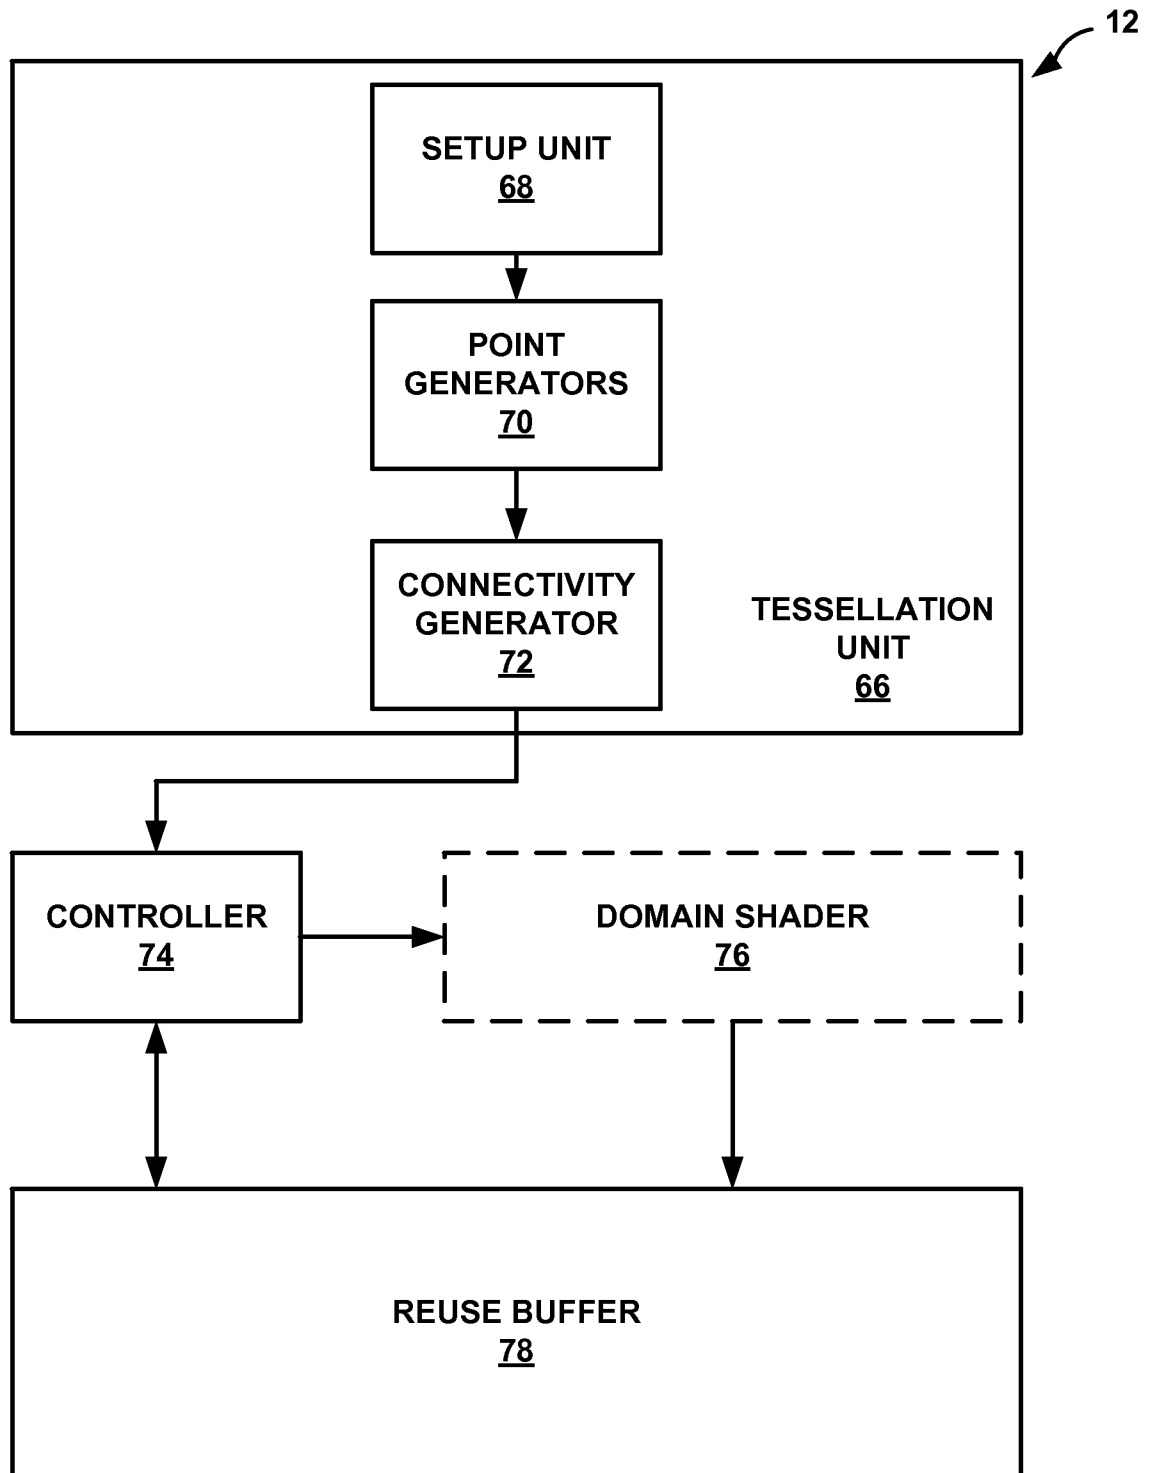 12
SETUP UNIT
68
POINT
GENERATORS
70
CONNECTIVITY
GENERATOR
72
TESSELLATION
UNIT
66
CONTROLLER
74
DOMAIN SHADER
76
REUSE BUFFER
78